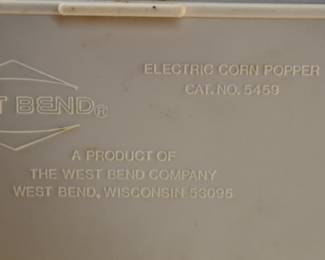 ELECTRIC CORN POPPER
CAT. NO. 5459
T BEND®
A PRODUCT OF
THE WEST BEND COMPANY
WEST BEND, WISCONSIN 53095